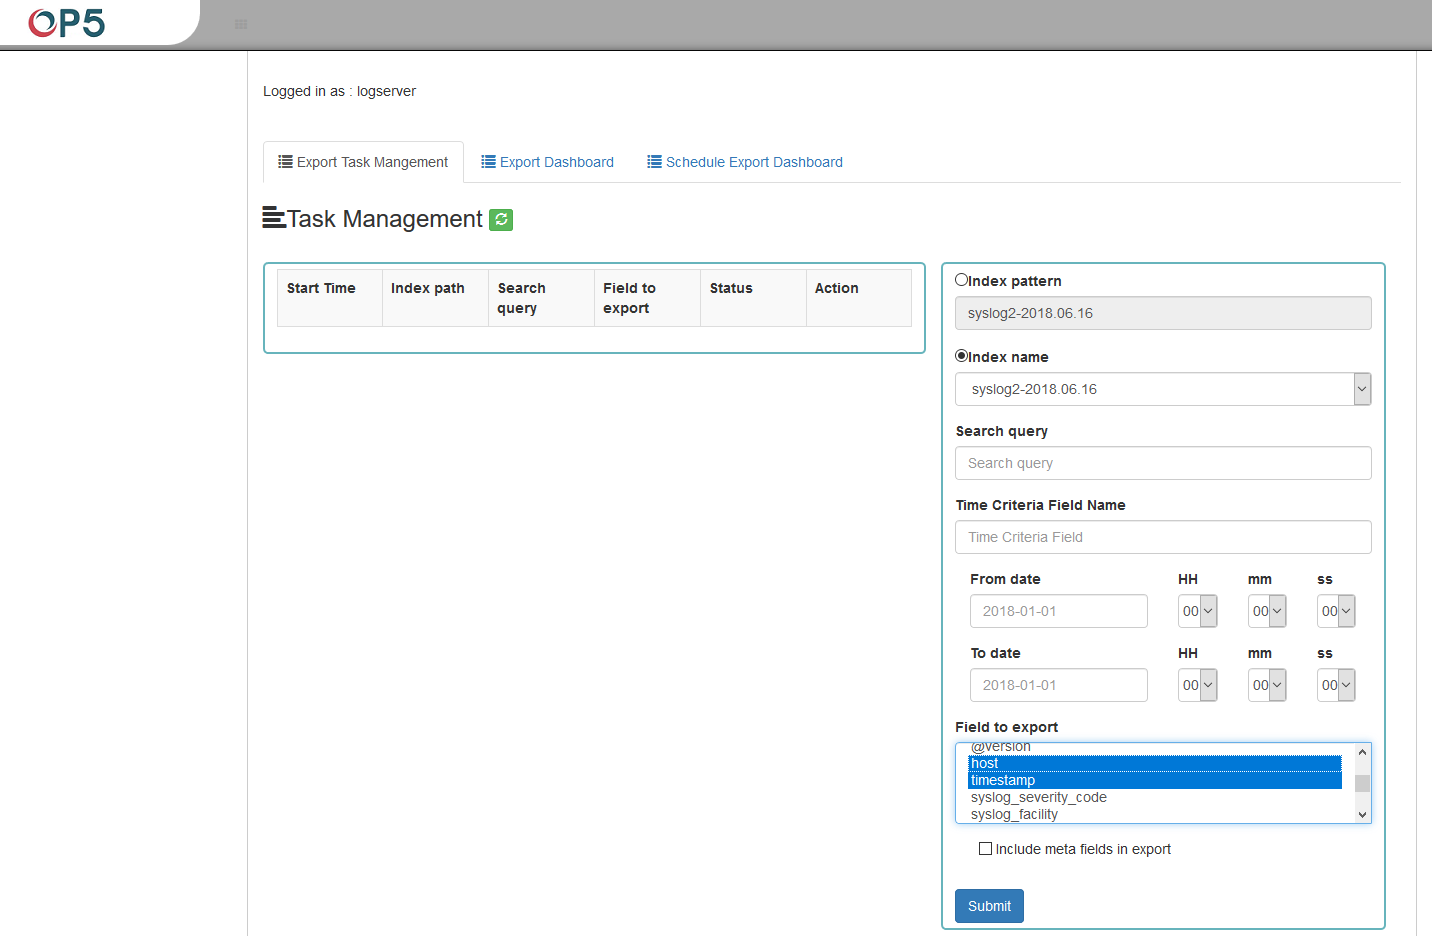 OP5
Logged in as : logserver
Export Task Mangement
Export Dashboard
Schedule Export Dashboard
Task Management
Start Time
Index path
Search query
Field to export
Status
Action
Index pattern
syslog2-2018.06.16
Index name
syslog2-2018.06.16
Search query
Search query
Time Criteria Field Name
Time Criteria Field
From date HH mm ss
2018-01-01 00 00 00
To date HH mm ss
2018-01-01 00 00 00
Field to export
@version
host
timestamp
syslog_severity_code
syslog_facility
Include meta fields in export
Submit